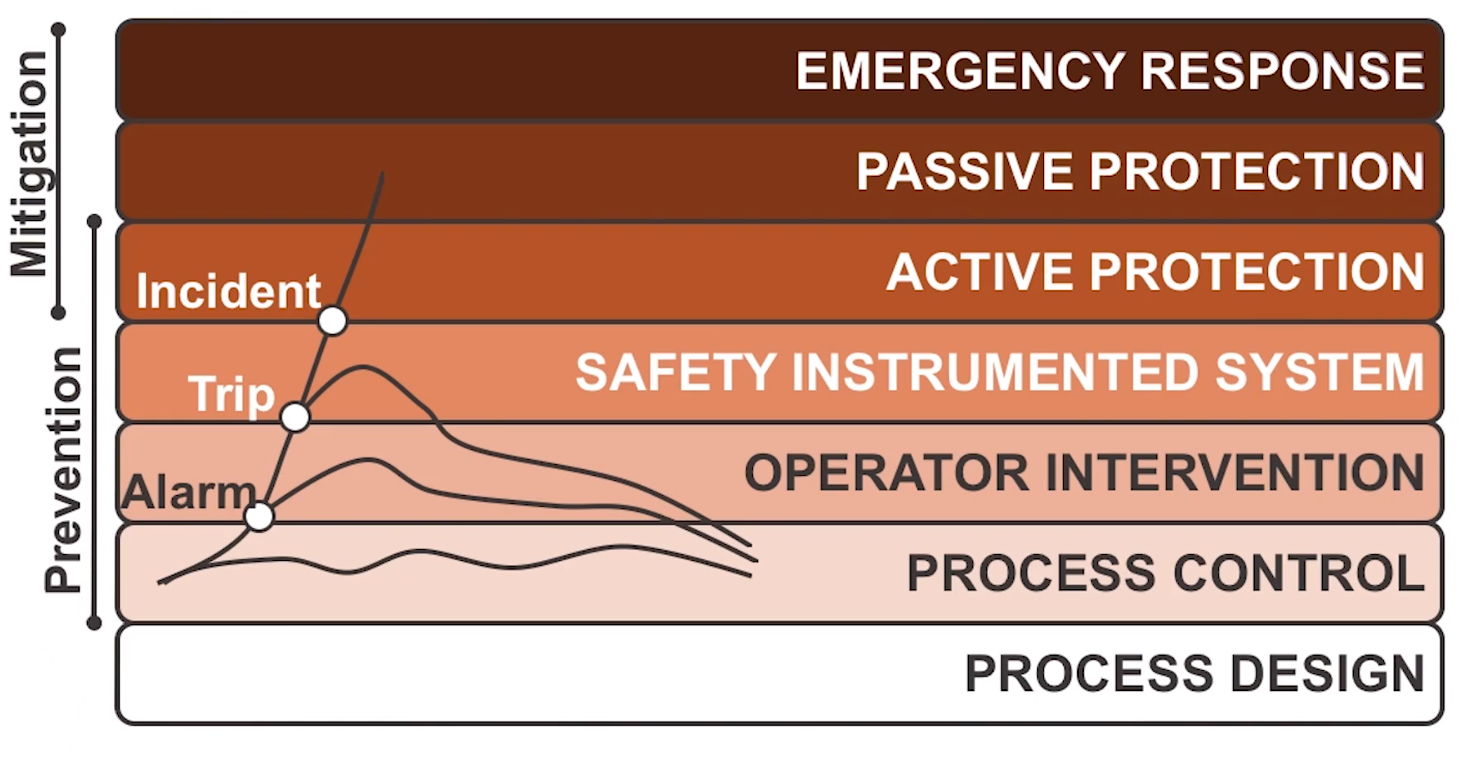 Mitigation
Prevention
EMERGENCY RESPONSE
PASSIVE PROTECTION
ACTIVE PROTECTION
Incident
SAFETY INSTRUMENTED SYSTEM
Trip
OPERATOR INTERVENTION
Alarm
PROCESS CONTROL
PROCESS DESIGN